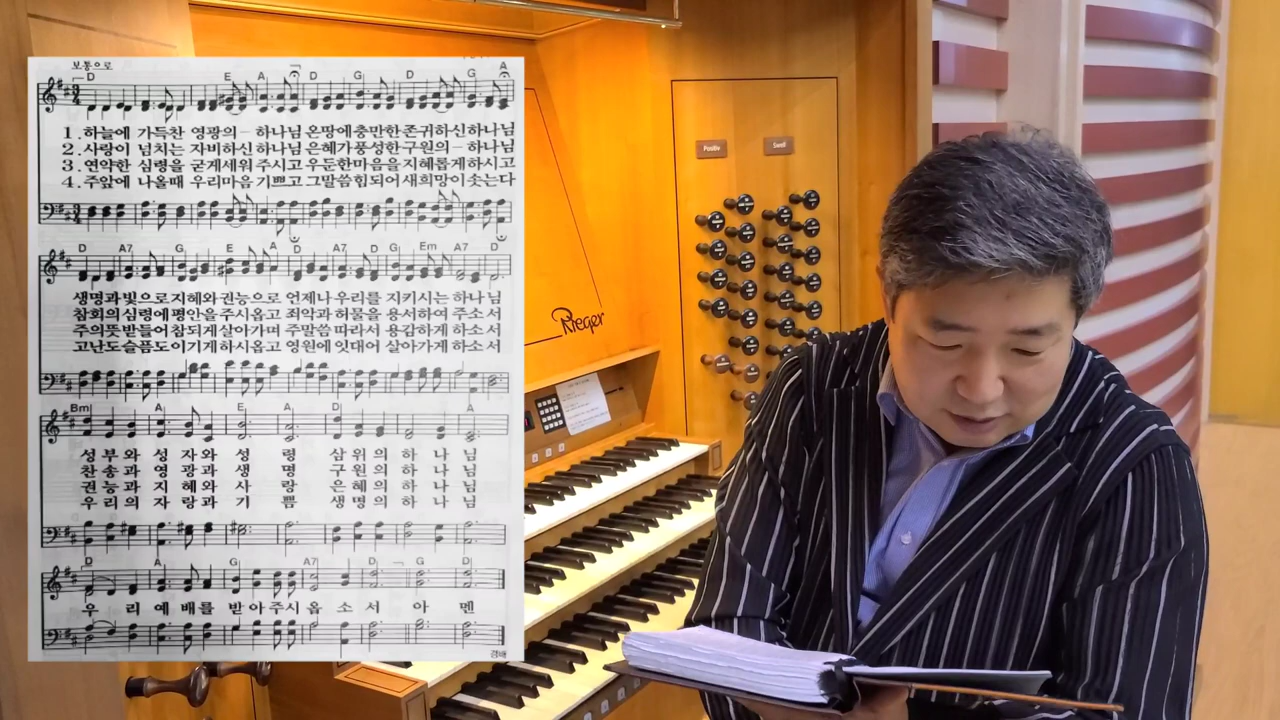 보통으로
D E A D G D G A
1.하늘에 가득찬 영광의- 하나님 온땅에충만한존귀하신하나님
2.사랑이 넘치는 자비하신 하나님 은혜가풍성한구원의- 하나님
3.연약한 심령을 굳게세워 주시고 우둔한마음을지혜롭게하시고
4.주앞에 나올때 우리마음 기쁘고 그말씀힘되어새희망이솟는다
D A7 G E A D A7 D G Em A7 D
생명과빛으로지혜와권능으로 언제나우리를 지키시는하나님
참회의심령에평안을주시옵고 죄악과허물을 용서하여 주소서
주의뜻받들어참되게살아가며 주말씀 따라서 용감하게 하소서
고난도슬픔도이기게하시옵고 영원에잇대어 살아가게하소서
Bm A E A D A
성부와 성자와 성 령 삼위의 하 나 님
찬송과 영광과 생 명 구원의 하 나 님
권능과 지혜와 사 랑 은혜의 하 나 님
우리의 자랑과 기 쁨 생명의 하 나 님
D A G A7 D G D
우 리 예배를 받아주시 옵 소 서 아 멘
경배
Positiv
Swell
Rieger